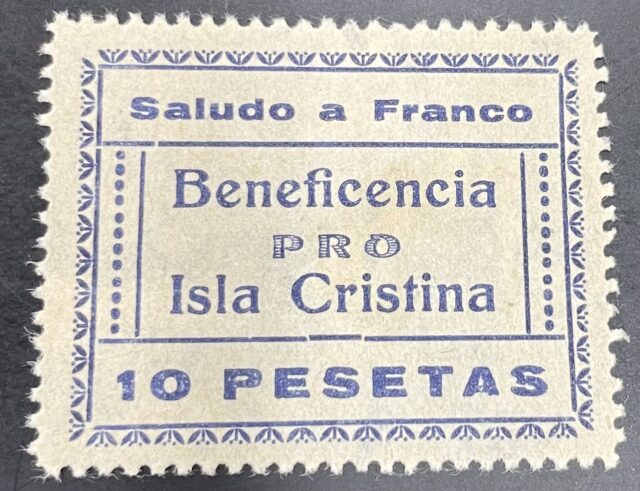 Saludo a Franco
Beneficencia
PRO
Isla Cristina
10 PESETAS